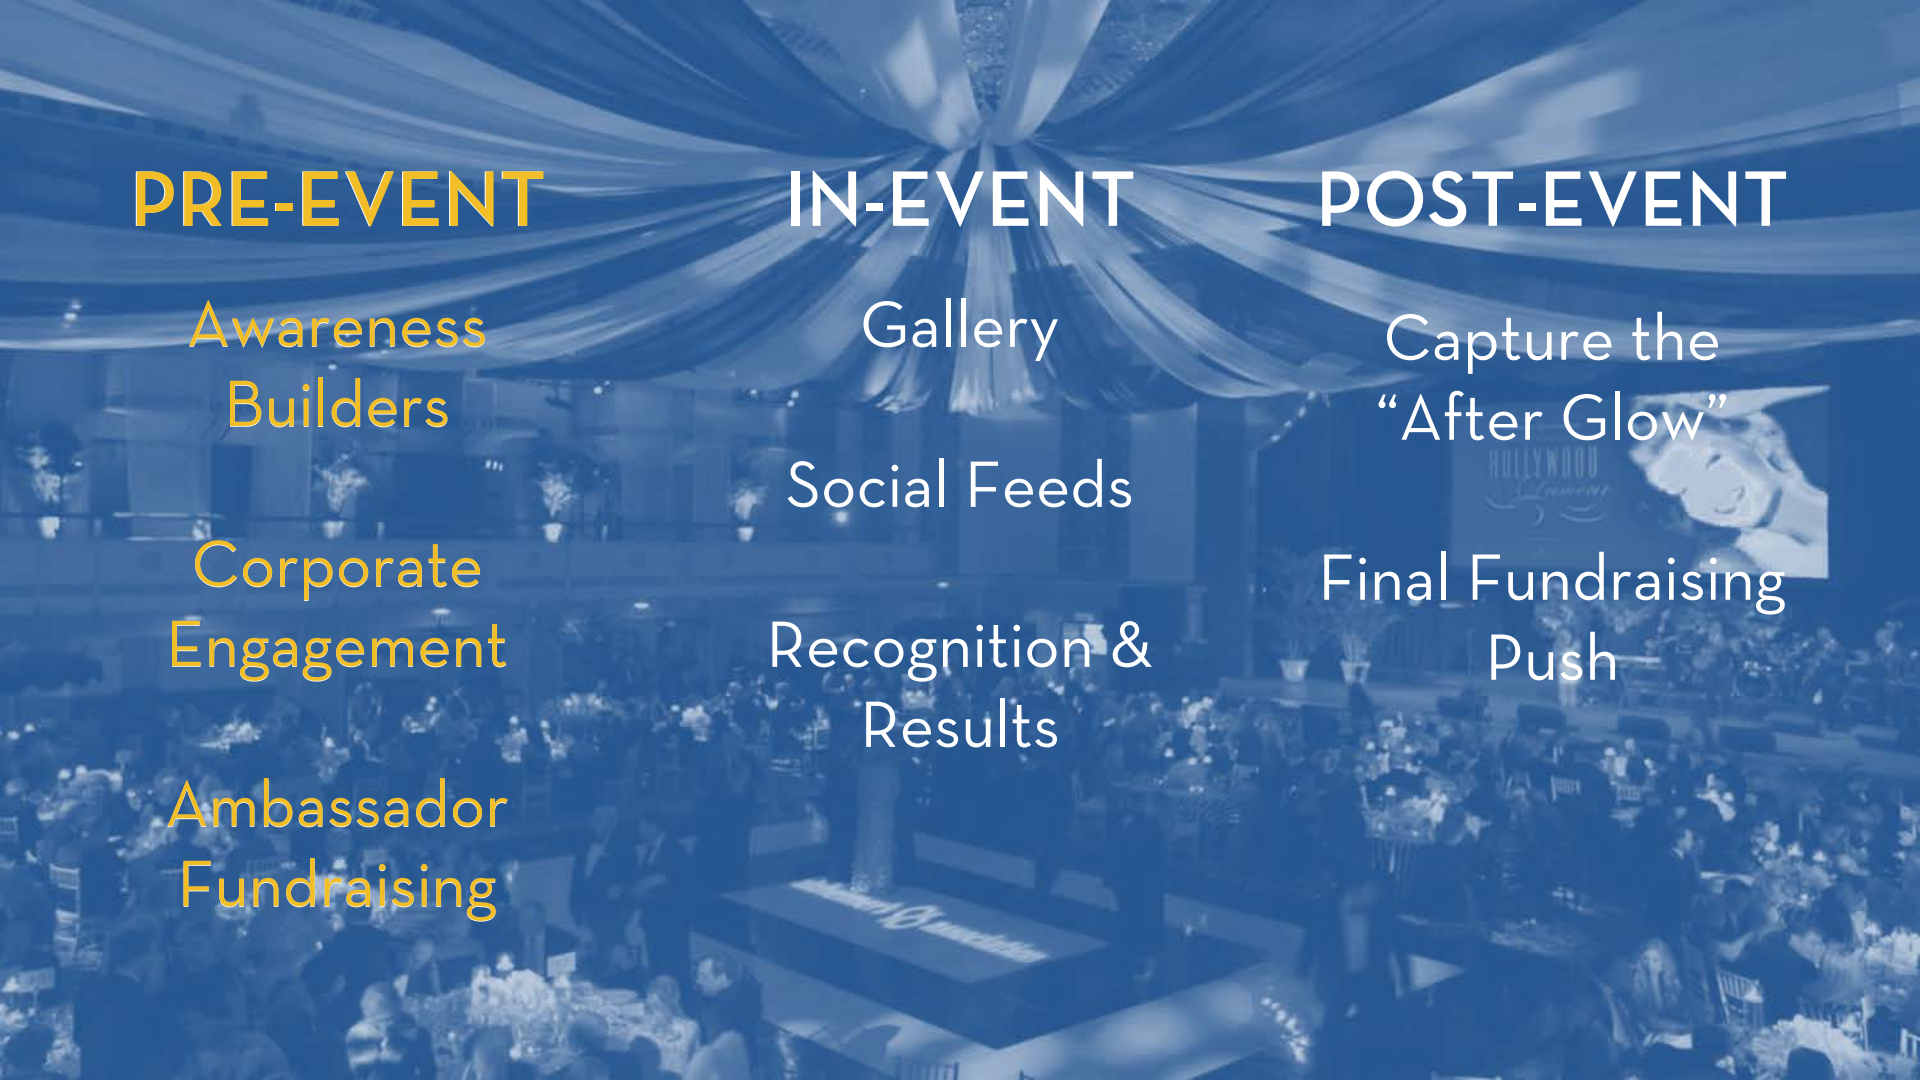 PRE-EVENT
Awareness
Builders
Corporate
Engagement
Ambassador
Fundraising
IN-EVENT
Gallery
Social Feeds
Recognition &
Results
POST-EVENT
Capture the
“After Glow”
Final Fundraising
Push
HOLLYWOOD